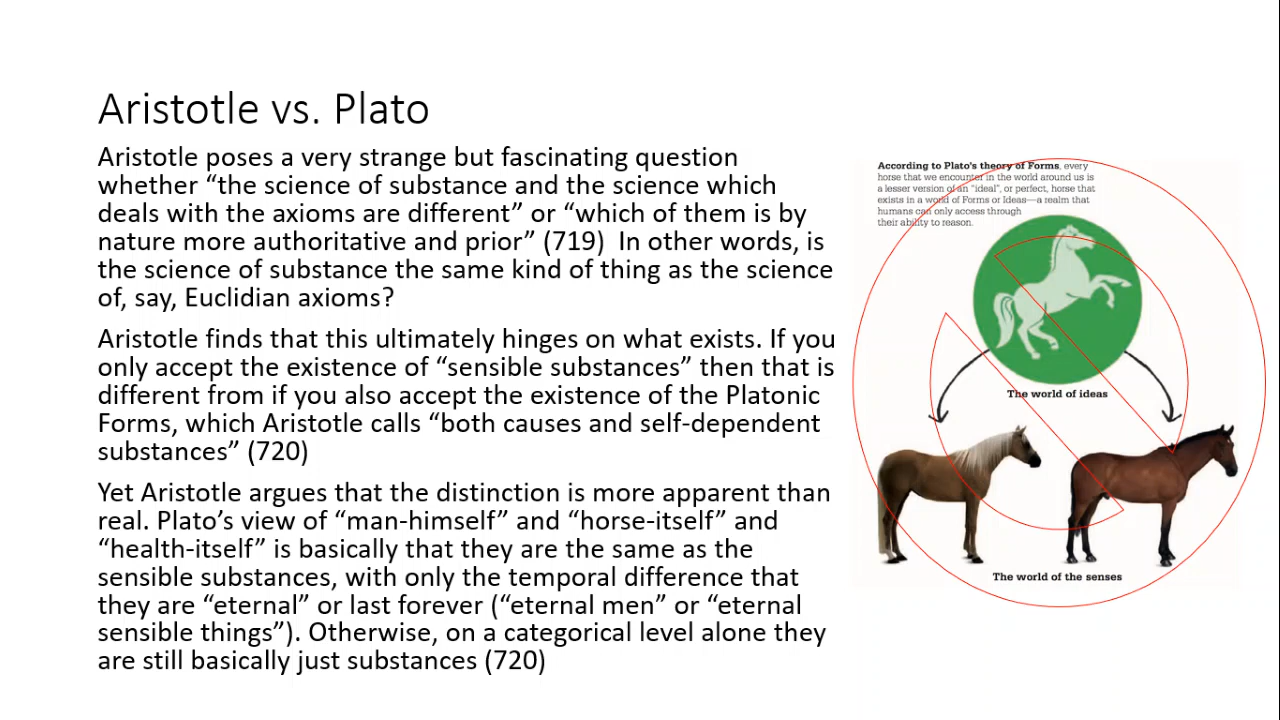 Aristotle vs. Plato
Aristotle poses a very strange but fascinating question
whether “the science of substance and the science which
deals with the axioms are different” or “which of them is by
nature more authoritative and prior” (719)  In other words, is
the science of substance the same kind of thing as the science
of, say, Euclidian axioms?
Aristotle finds that this ultimately hinges on what exists. If you
only accept the existence of “sensible substances” then that is
different from if you also accept the existence of the Platonic
Forms, which Aristotle calls “both causes and self-dependent
substances” (720)
Yet Aristotle argues that the distinction is more apparent than
real. Plato’s view of “man-himself” and “horse-itself” and
“health-itself” is basically that they are the same as the
sensible substances, with only the temporal difference that
they are “eternal” or last forever (“eternal men” or “eternal
sensible things”). Otherwise, on a categorical level alone they
are still basically just substances (720)
According to Plato's theory of Forms, every
horse that we encounter in the world around us is
a lesser version of an "ideal", or perfect, horse that
exists in a world of Forms or Ideas—a realm that
humans can only access through
their ability to reason.
The world of ideas
The world of the senses